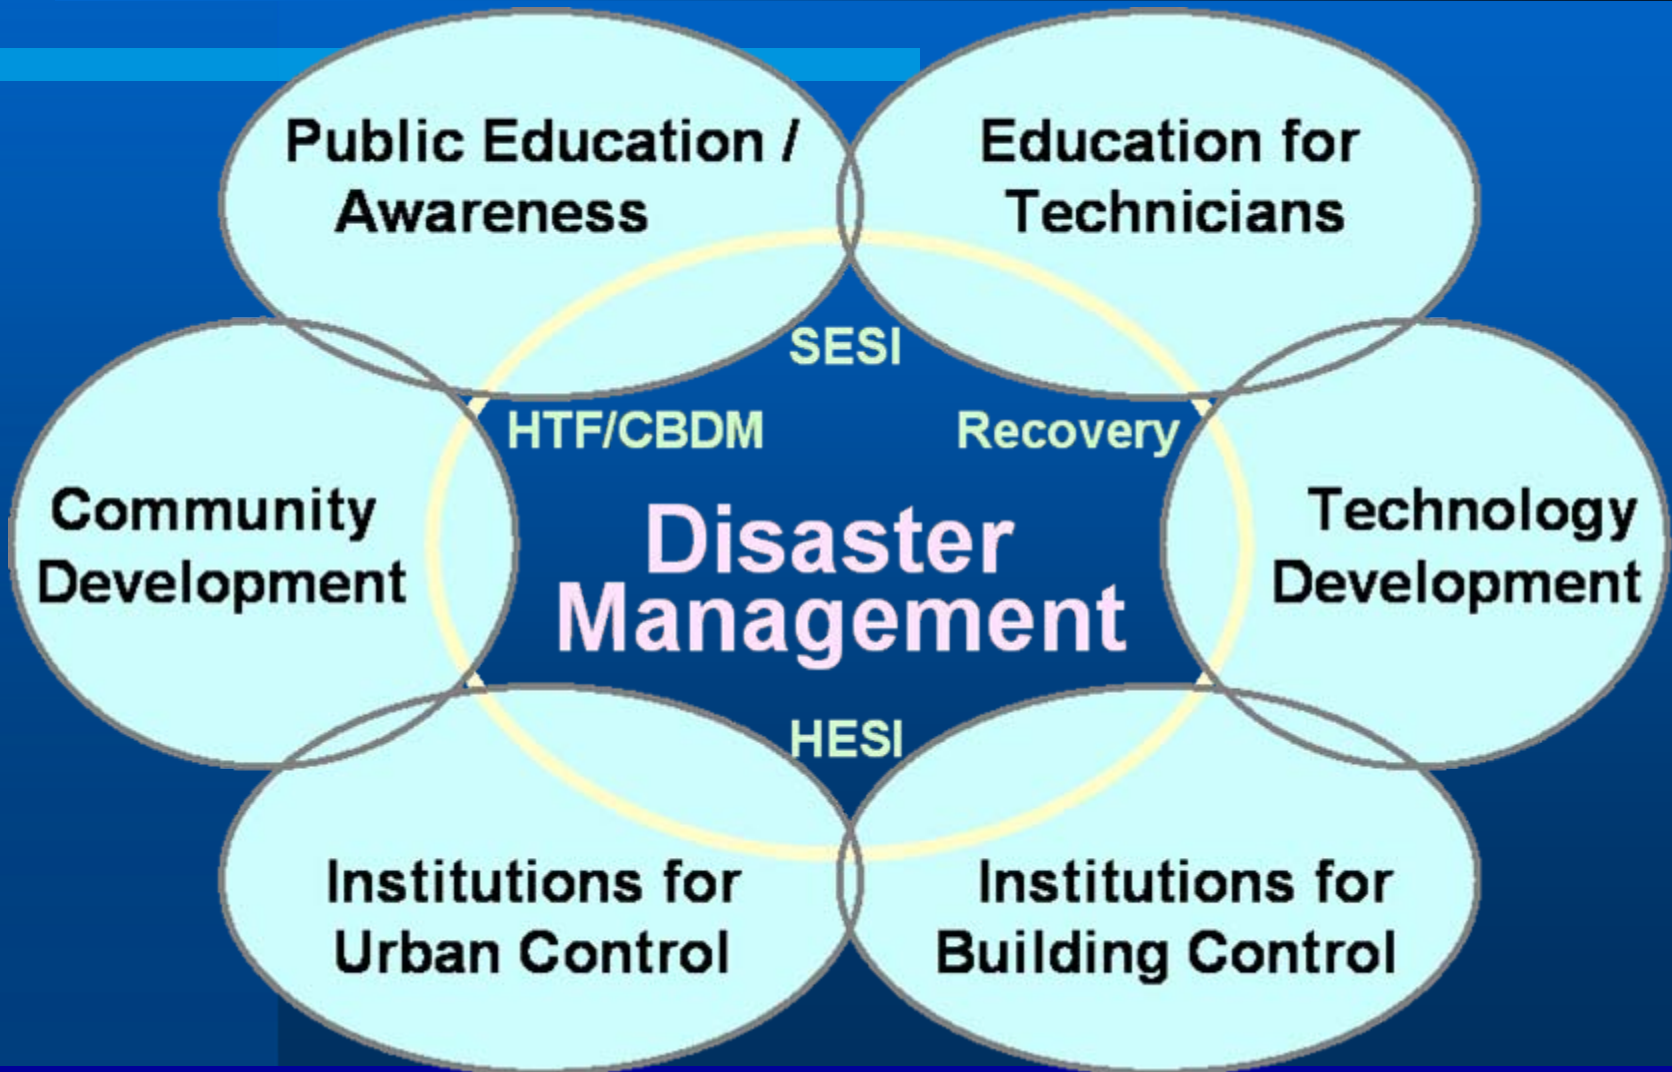 Public Education /
Awareness
Education for
Technicians
SESI
HTF/CBDM
Recovery
Community
Development
Disaster
Management
Technology
Development
HESI
Institutions for
Urban Control
Institutions for
Building Control